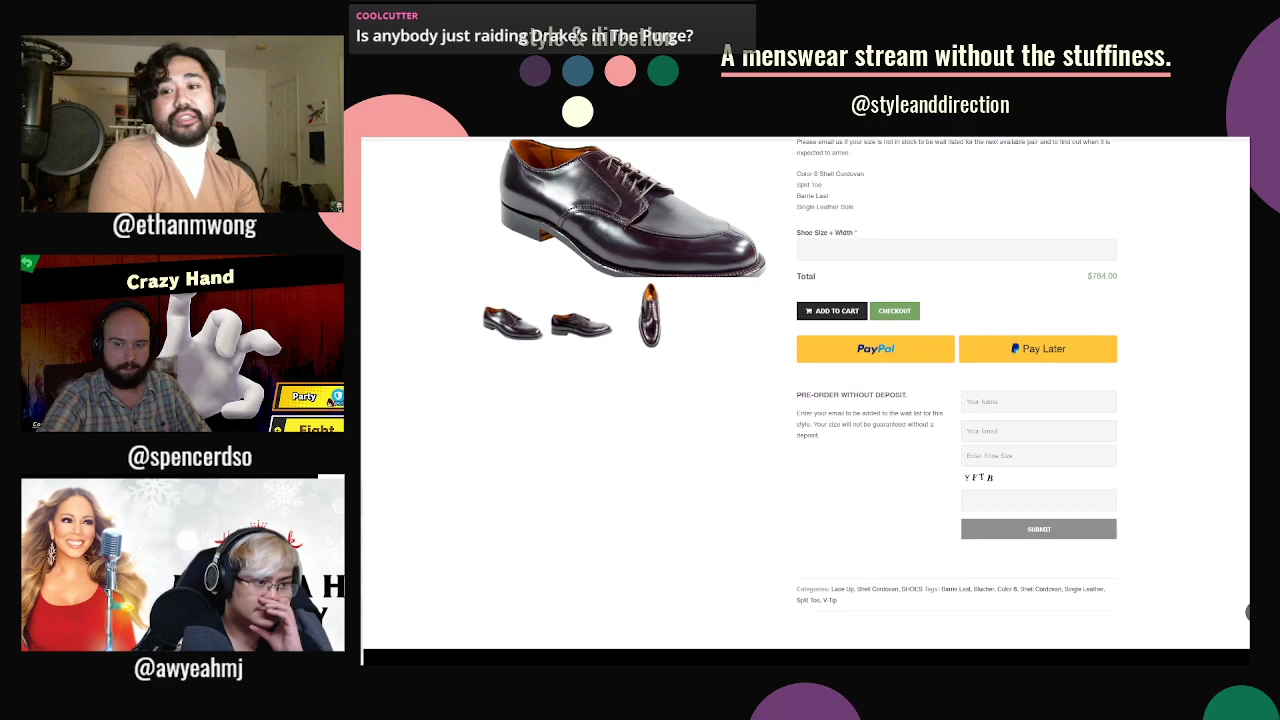 COOLCUTTER
Is anybody just raiding Drake's in The Purge?
style & direction
A menswear stream without the stuffiness.
@styleanddirection
@ethanmwong
Crazy Hand
Party
Fight
@spencerdso
@awyeahmj
Please email us if your size is not in stock to be wait listed for the next available pair and to find out when it is
expected to arrive
Color 8 Shell Cordovan
Split Toe
Barrie Last
Single Leather Sole
Shoe Size + Width *
Total $784.00
ADD TO CART CHECKOUT
PayPal Pay Later
PRE-ORDER WITHOUT DEPOSIT.
Enter your email to be added to the wait list for this
style. Your size will not be guaranteed without a
deposit.
Your Name
Your Email
Enter Shoe Size
Y F T B
SUBMIT
Categories: Lace Up, Shell Cordovan, SHOES Tags: Barrie Last, Blucher, Color 8, Shell Cordovan, Single Leather,
Split Toe, V-Tip